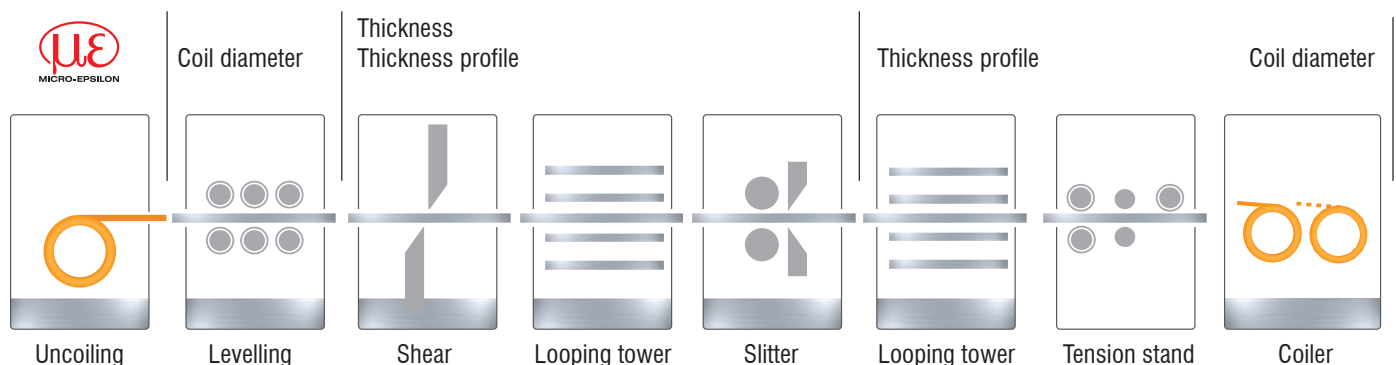 με
MICRO-EPSILON
Coil diameter
Thickness
Thickness profile
Thickness profile
Coil diameter
Uncoiling
Levelling
Shear
Looping tower
Slitter
Looping tower
Tension stand
Coiler